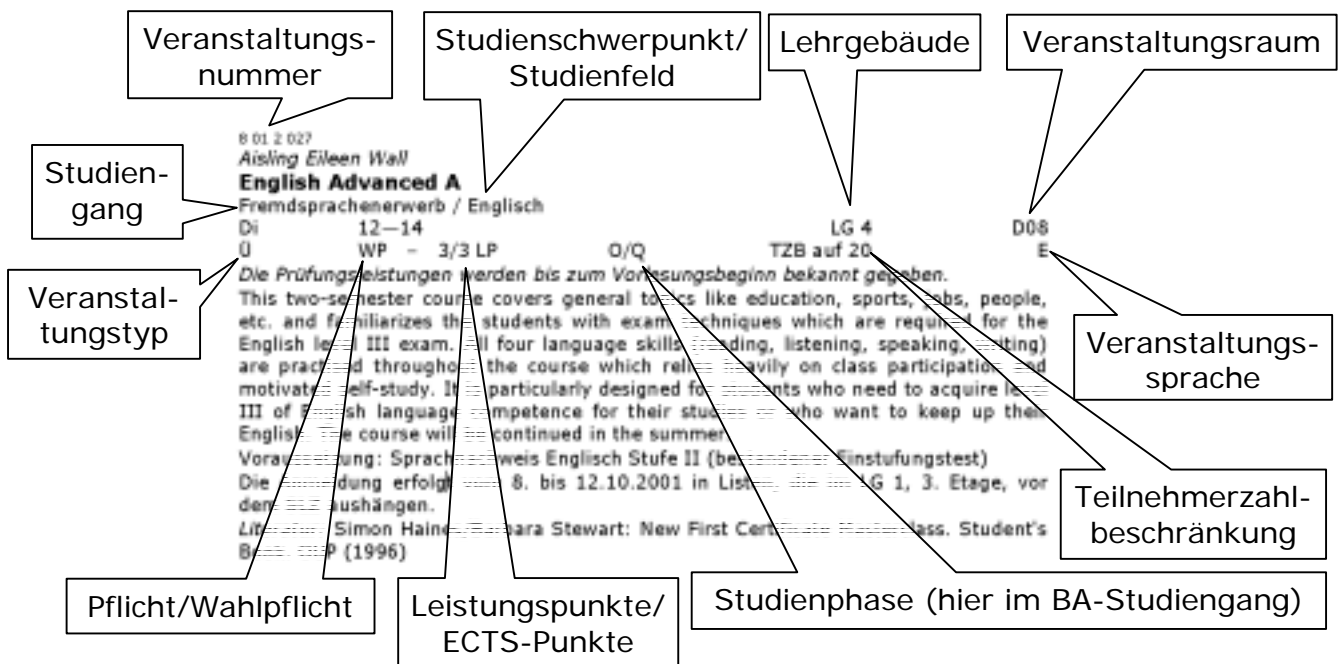 Veranstaltungs-
nummer
Studienschwerpunkt/
Studienfeld
Lehrgebäude
Veranstaltungsraum
Studien-
gang
8 01 2 027
Aisling Eileen Wall
English Advanced A
Fremdsprachenerwerb / Englisch
Di 12—14 LG 4 D08
Ü WP – 3/3 LP O/Q TZB auf 20 E
Die Prüfungsleistungen werden bis zum Vorlesungsbeginn bekannt gegeben.
This two-semester course covers general topics like education, sports, jobs, people,
etc. and familiarizes the students with exam techniques which are required for the
English level III exam. All four language skills (reading, listening, speaking, writing)
are practiced throughout the course which relies heavily on class participation and
motivated self-study. It particularly designed for students who need to acquire level
III of English language competence for their studies or who want to keep up their
English. The course will be continued in the summer
Voraussetzung: Sprachnachweis Englisch Stufe II (bestandener Einstufungstest)
Die Anmeldung erfolgt 8. bis 12.10.2001 in Listen, LG 1, 3. Etage, vor
dem aushängen.
Literatur: Simon Haines, Barbara Stewart: New First Certificate Masterclass. Student's
(1996)
Veranstal-
tungstyp
Veranstaltungs-
sprache
Teilnehmerzahl-
beschränkung
Pflicht/Wahlpflicht
Leistungspunkte/
ECTS-Punkte
Studienphase (hier im BA-Studiengang)